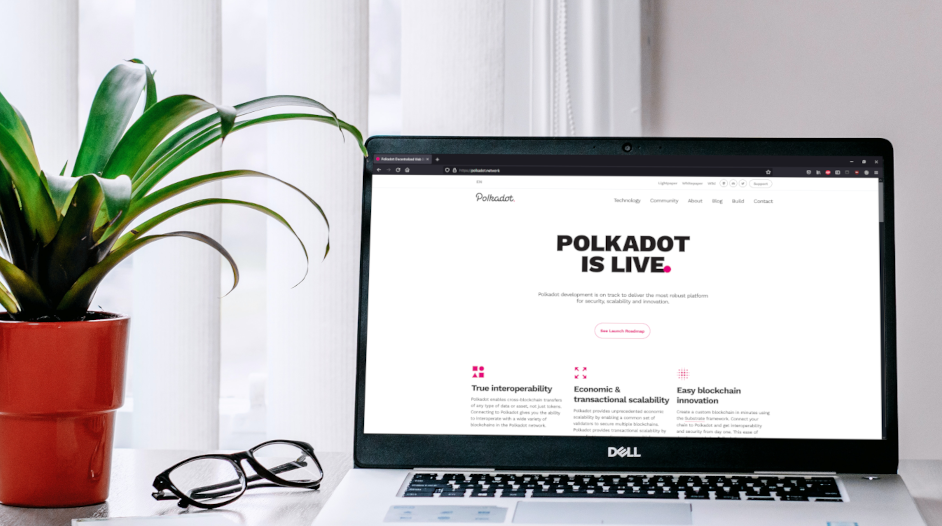 Polkadot Decentralized Web
https://polkadot.network
EN
Lightpaper Whitepaper Wiki
Support
Polkadot.
Technology Community About Blog Build Contact
POLKADOT
IS LIVE.
Polkadot development is on track to deliver the most robust platform
for security, scalability and innovation.
See Launch Roadmap
True interoperability
Polkadot enables cross-blockchain transfers
of any type of data or asset, not just tokens.
Connecting to Polkadot gives you the ability
to interoperate with a wide variety of
blockchains in the Polkadot network.
Economic &
transactional scalability
Polkadot provides unprecedented economic
scalability by enabling a common set of
validators to secure multiple blockchains.
Polkadot provides transactional scalability by
Easy blockchain
innovation
Create a custom blockchain in minutes using
the Substrate framework. Connect your
chain to Polkadot and get interoperability
and security from day one. This ease of
DELL